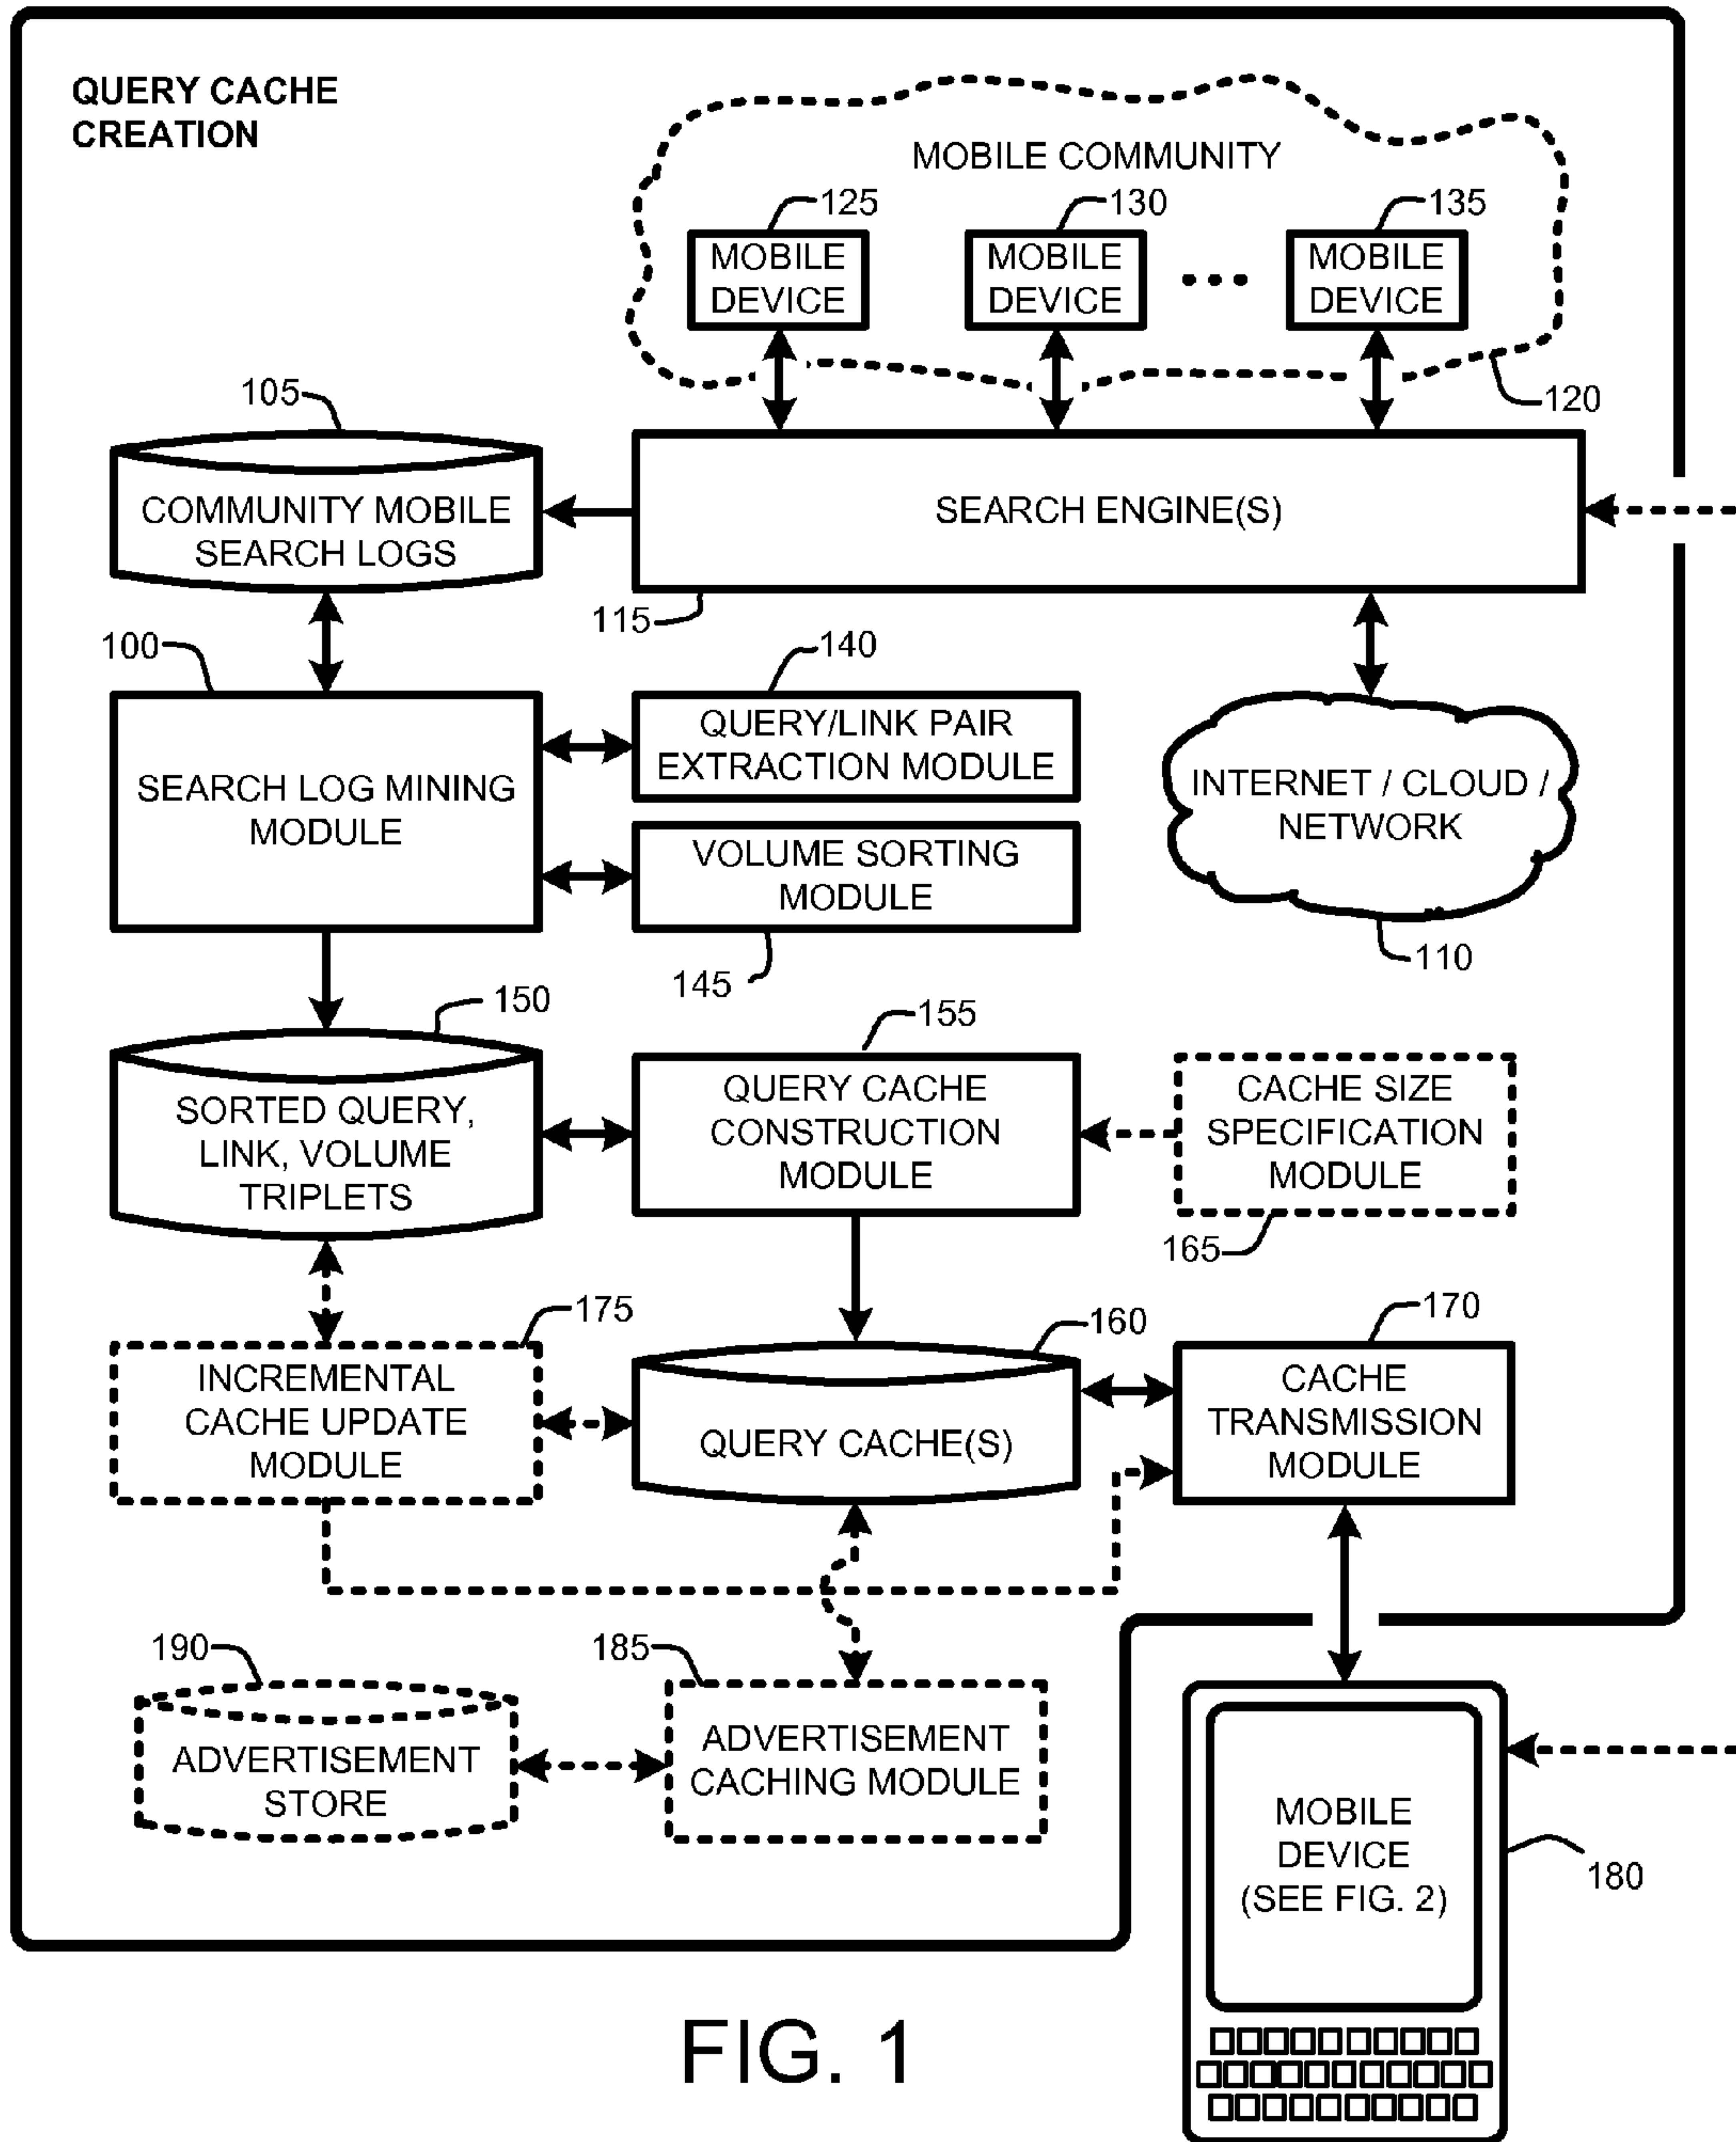 QUERY CACHE
CREATION
MOBILE COMMUNITY
125
130
135
MOBILE
DEVICE
MOBILE
DEVICE
MOBILE
DEVICE
120
105
COMMUNITY MOBILE
SEARCH LOGS
SEARCH ENGINE(S)
115
100
140
SEARCH LOG MINING
MODULE
QUERY/LINK PAIR
EXTRACTION MODULE
VOLUME SORTING
MODULE
145
INTERNET / CLOUD /
NETWORK
110
150
155
SORTED QUERY,
LINK, VOLUME
TRIPLETS
QUERY CACHE
CONSTRUCTION
MODULE
CACHE SIZE
SPECIFICATION
MODULE
165
175
160
170
INCREMENTAL
CACHE UPDATE
MODULE
QUERY CACHE(S)
CACHE
TRANSMISSION
MODULE
190
185
ADVERTISEMENT
STORE
ADVERTISEMENT
CACHING MODULE
MOBILE
DEVICE
(SEE FIG. 2)
180
FIG. 1